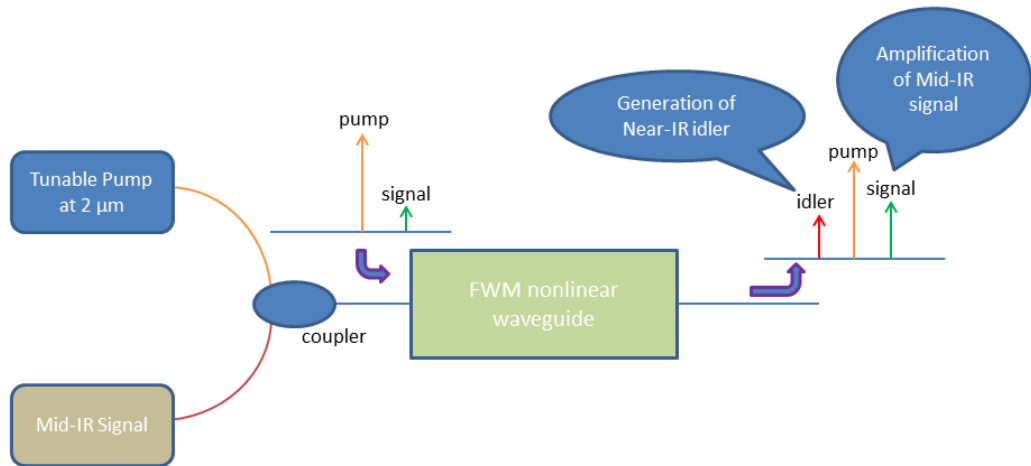 Amplification
of Mid-IR
signal
Generation of
Near-IR idler
pump
pump
Tunable Pump
at 2 µm
signal
idler
signal
FWM nonlinear
waveguide
coupler
Mid-IR Signal